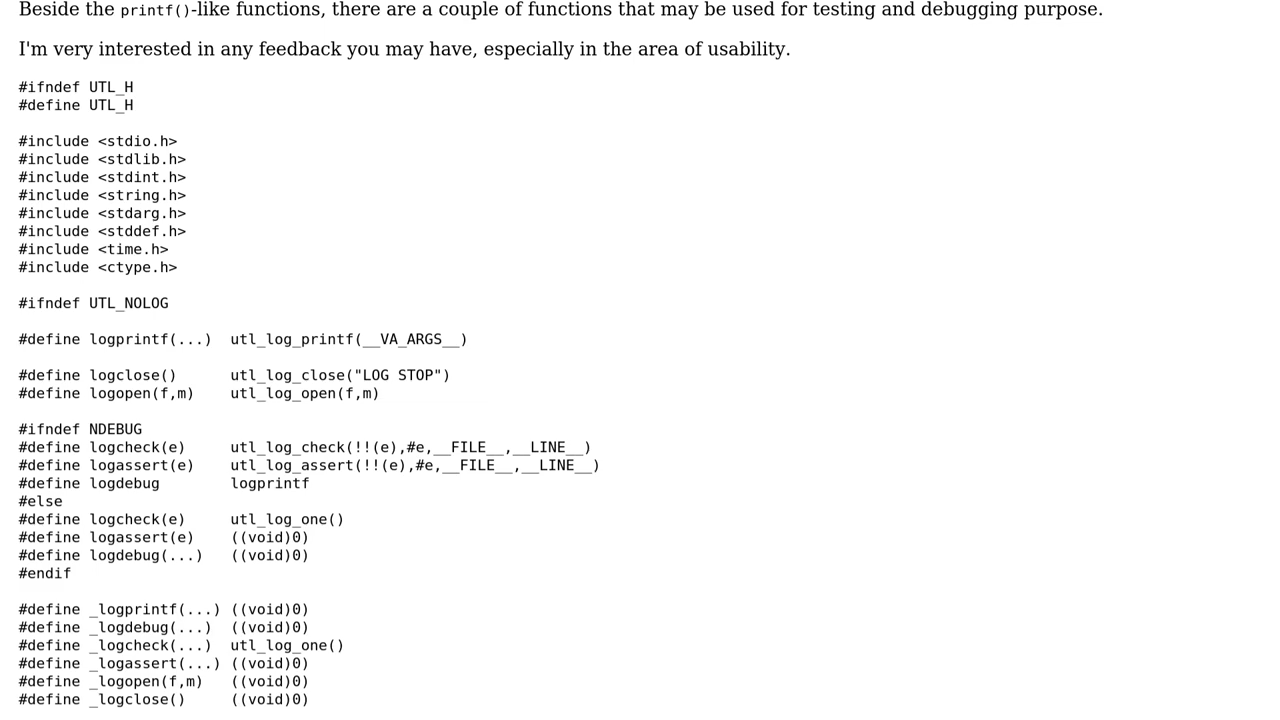 Beside the printf()-like functions, there are a couple of functions that may be used for testing and debugging purpose.
I'm very interested in any feedback you may have, especially in the area of usability.
#ifndef UTL_H
#define UTL_H
#include <stdio.h>
#include <stdlib.h>
#include <stdint.h>
#include <string.h>
#include <stdarg.h>
#include <stddef.h>
#include <time.h>
#include <ctype.h>
#ifndef UTL_NOLOG
#define logprintf(...)  utl_log_printf(__VA_ARGS__)
#define logclose()      utl_log_close("LOG STOP")
#define logopen(f,m)    utl_log_open(f,m)
#ifndef NDEBUG
#define logcheck(e)     utl_log_check(!!(e),#e,__FILE__,__LINE__)
#define logassert(e)    utl_log_assert(!!(e),#e,__FILE__,__LINE__)
#define logdebug        logprintf
#else
#define logcheck(e)     utl_log_one()
#define logassert(e)    ((void)0)
#define logdebug(...)   ((void)0)
#endif
#define _logprintf(...) ((void)0)
#define _logdebug(...)  ((void)0)
#define _logcheck(...)  utl_log_one()
#define _logassert(...) ((void)0)
#define _logopen(f,m)   ((void)0)
#define _logclose()     ((void)0)